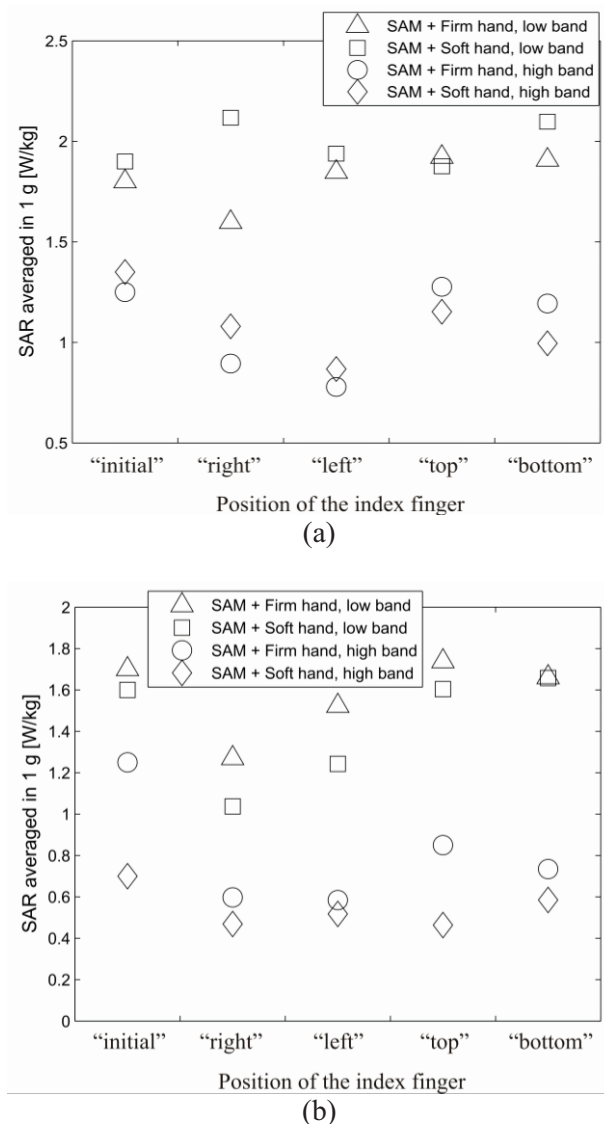 SAM + Firm hand, low band
SAM + Soft hand, low band
SAM + Firm hand, high band
SAM + Soft hand, high band
SAR averaged in 1 g [W/kg]
2.5
2
1.5
1
0.5
“initial” “right” “left” “top” “bottom”
Position of the index finger
(a)
SAM + Firm hand, low band
SAM + Soft hand, low band
SAM + Firm hand, high band
SAM + Soft hand, high band
SAR averaged in 1 g [W/kg]
2
1.8
1.6
1.4
1.2
1
0.8
0.6
0.4
0.2
0
“initial” “right” “left” “top” “bottom”
Position of the index finger
(b)